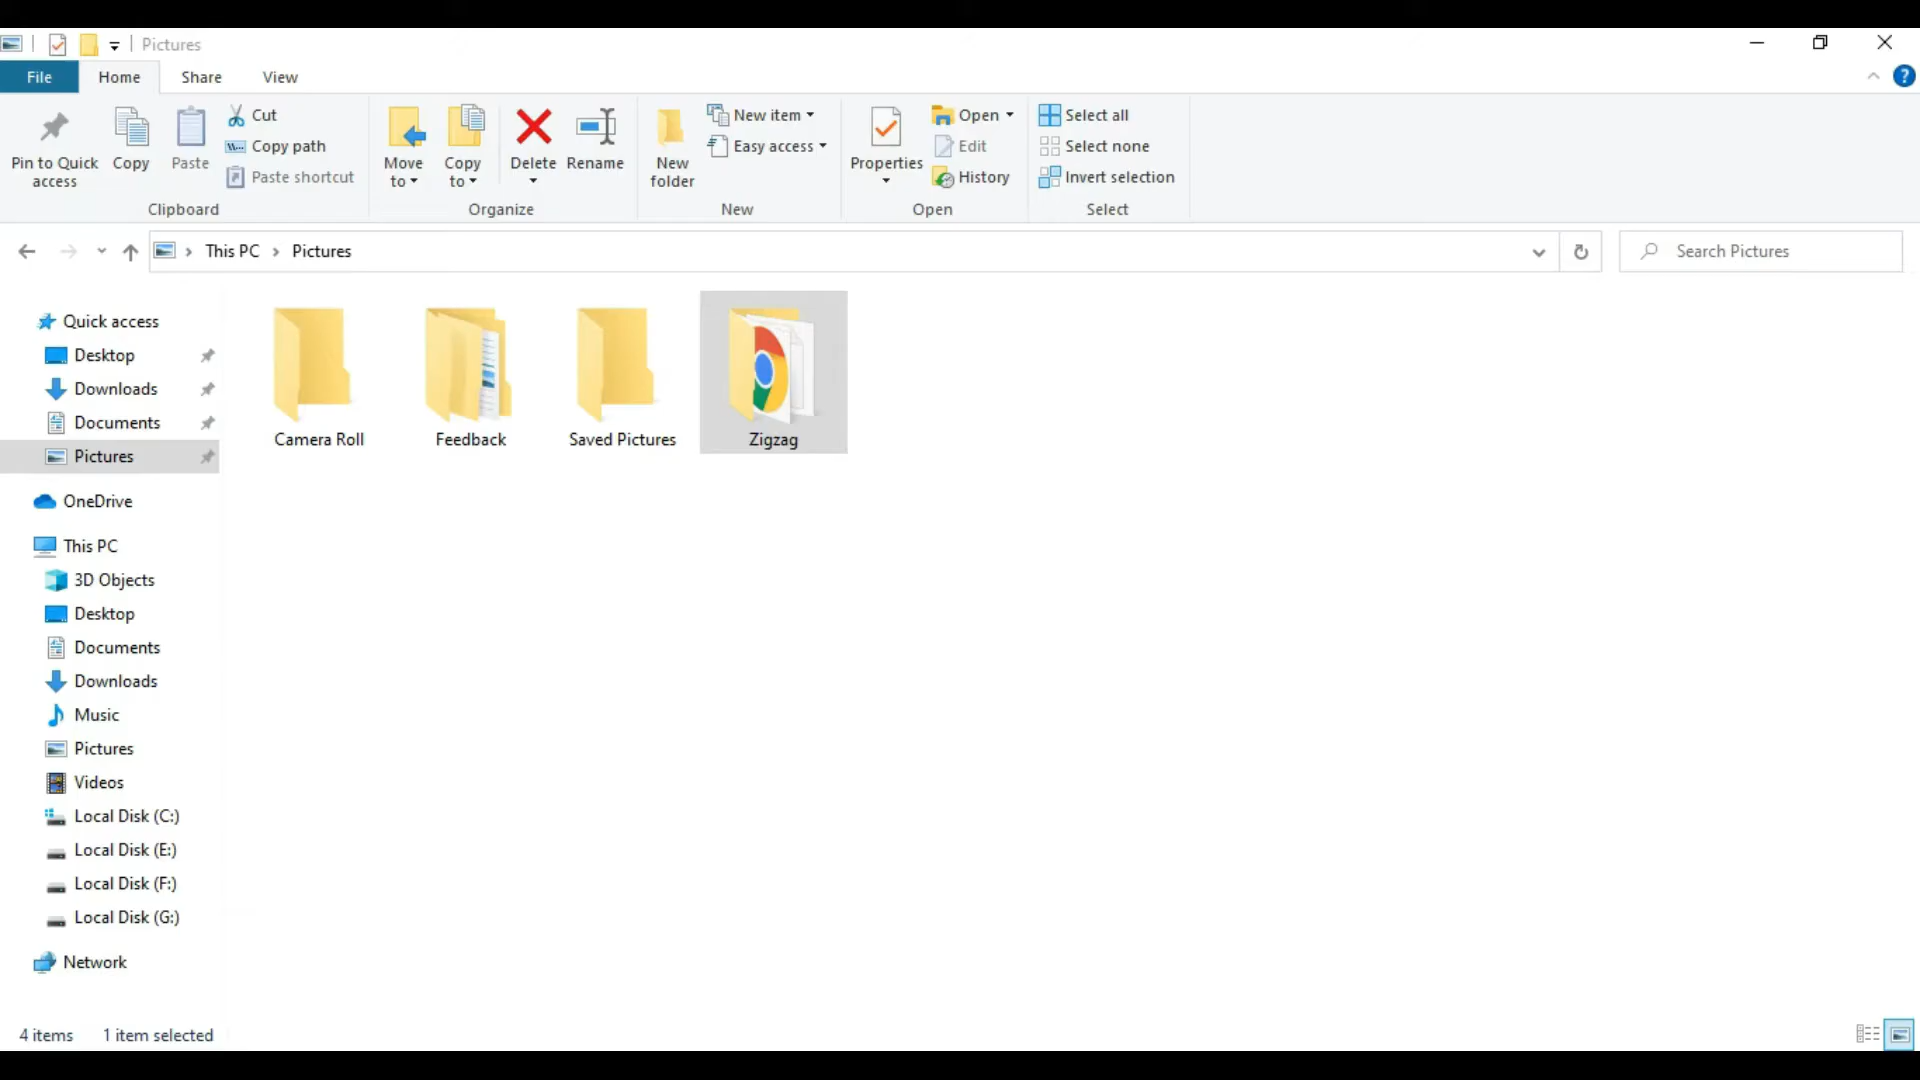 Pictures
File
Home
Share
View
Pin to Quick
access
Copy
Paste
Cut
Copy path
Paste shortcut
Clipboard
Move
to
Copy
to
Delete
Rename
Organize
New
folder
New item
Easy access
New
Properties
Open
Edit
History
Open
Select all
Select none
Invert selection
Select
This PC
Pictures
Search Pictures
Quick access
Desktop
Downloads
Documents
Pictures
OneDrive
This PC
3D Objects
Desktop
Documents
Downloads
Music
Pictures
Videos
Local Disk (C:)
Local Disk (E:)
Local Disk (F:)
Local Disk (G:)
Network
Camera Roll
Feedback
Saved Pictures
Zigzag
4 items
1 item selected